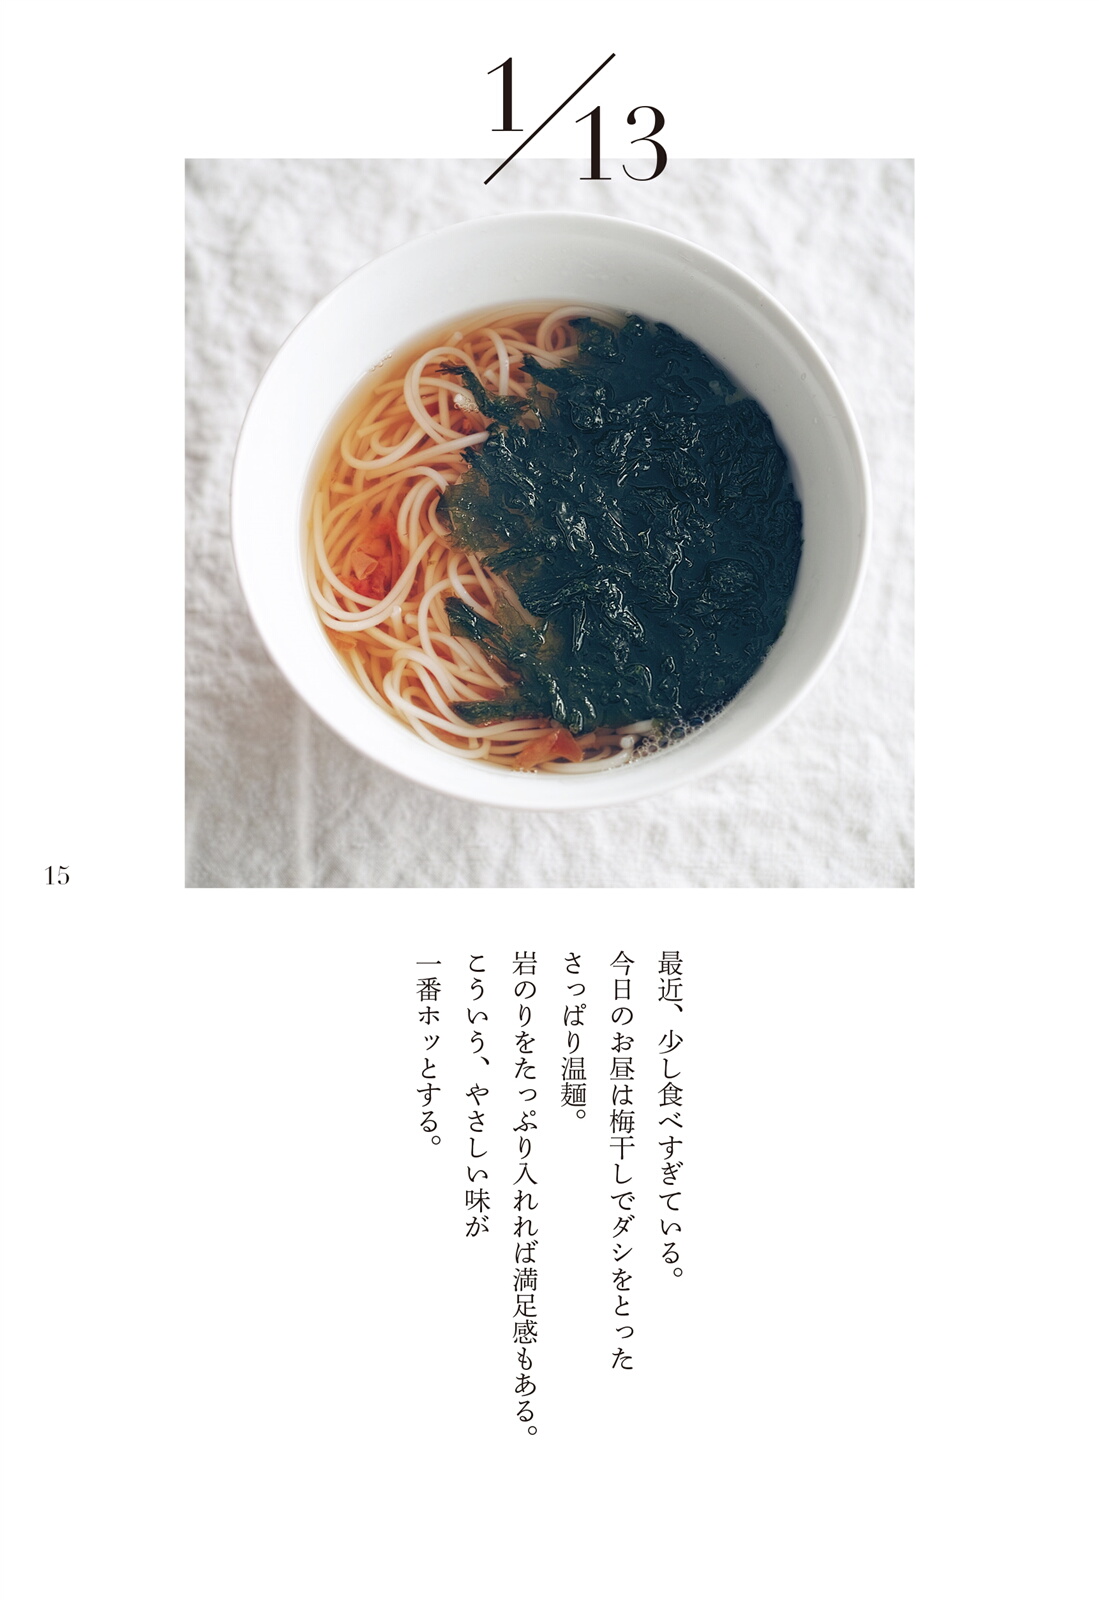 1/13
最近、少し食べすぎている。
今日のお昼は梅干しでダシをとった
さっぱり温麺。
岩のりをたっぷり入れれば満足感もある。
こういう、やさしい味が
一番ホッとする。
15